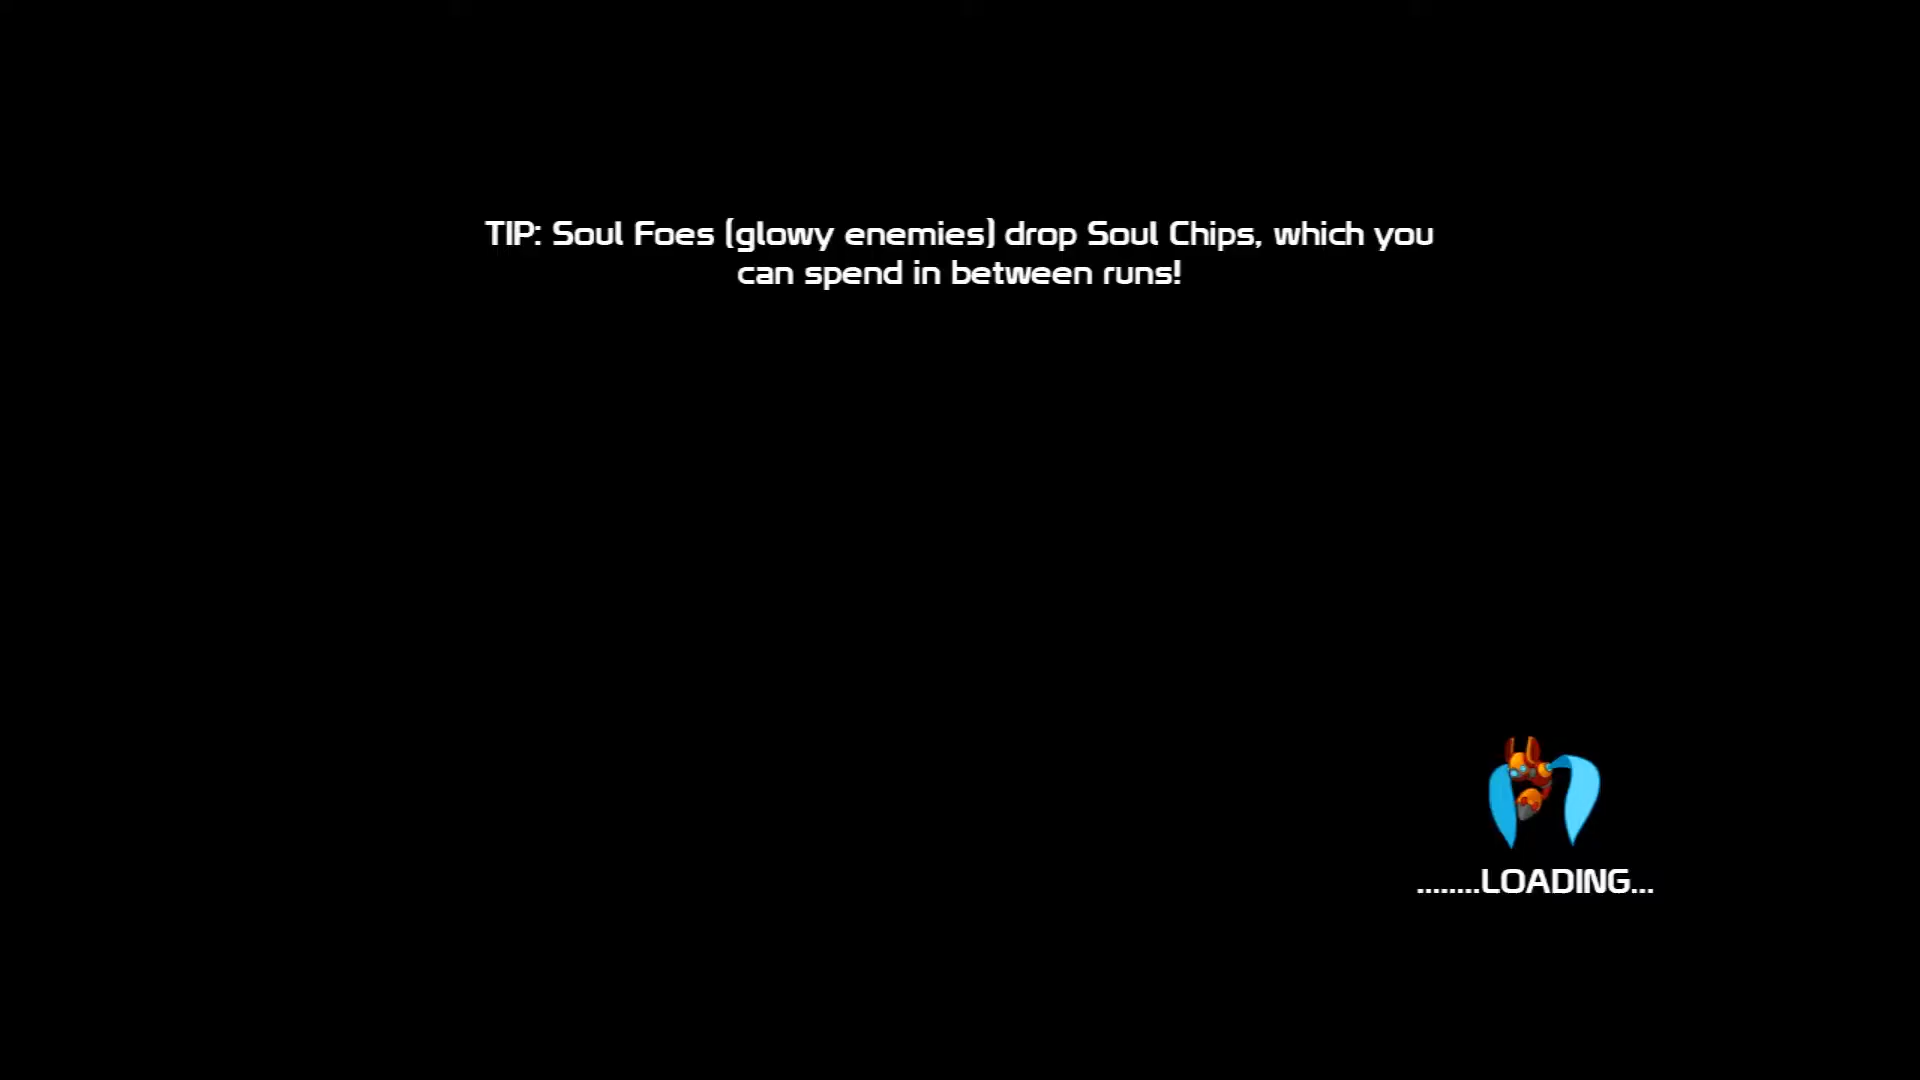 TIP: Soul Foes (glowy enemies) drop Soul Chips, which you
can spend in between runs!
........LOADING...